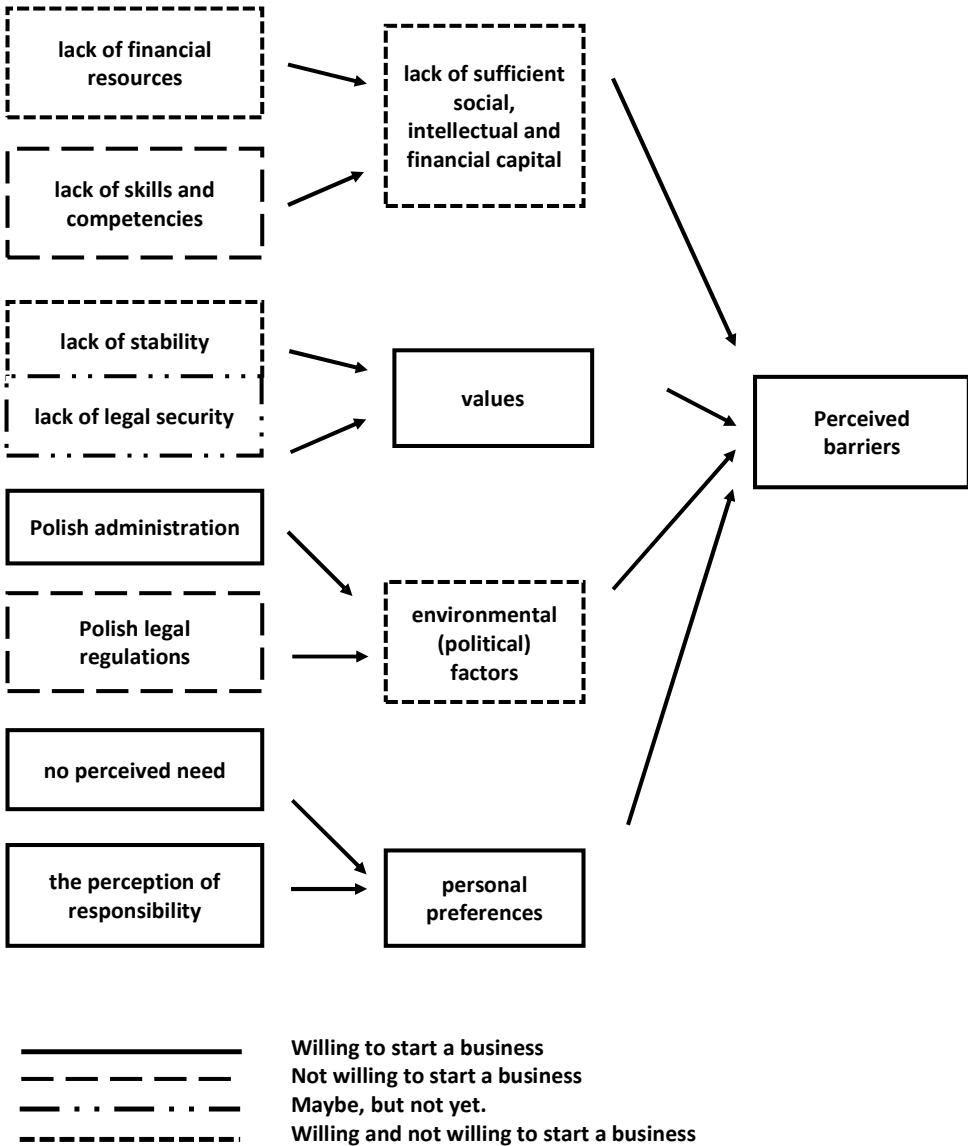 lack of financial
resources
lack of skills and
competencies
lack of stability
lack of legal security
Polish administration
Polish legal
regulations
no perceived need
the perception of
responsibility
lack of sufficient
social,
intellectual and
financial capital
values
environmental
(political)
factors
personal
preferences
Perceived
barriers
Willing to start a business
Not willing to start a business
Maybe, but not yet.
Willing and not willing to start a business